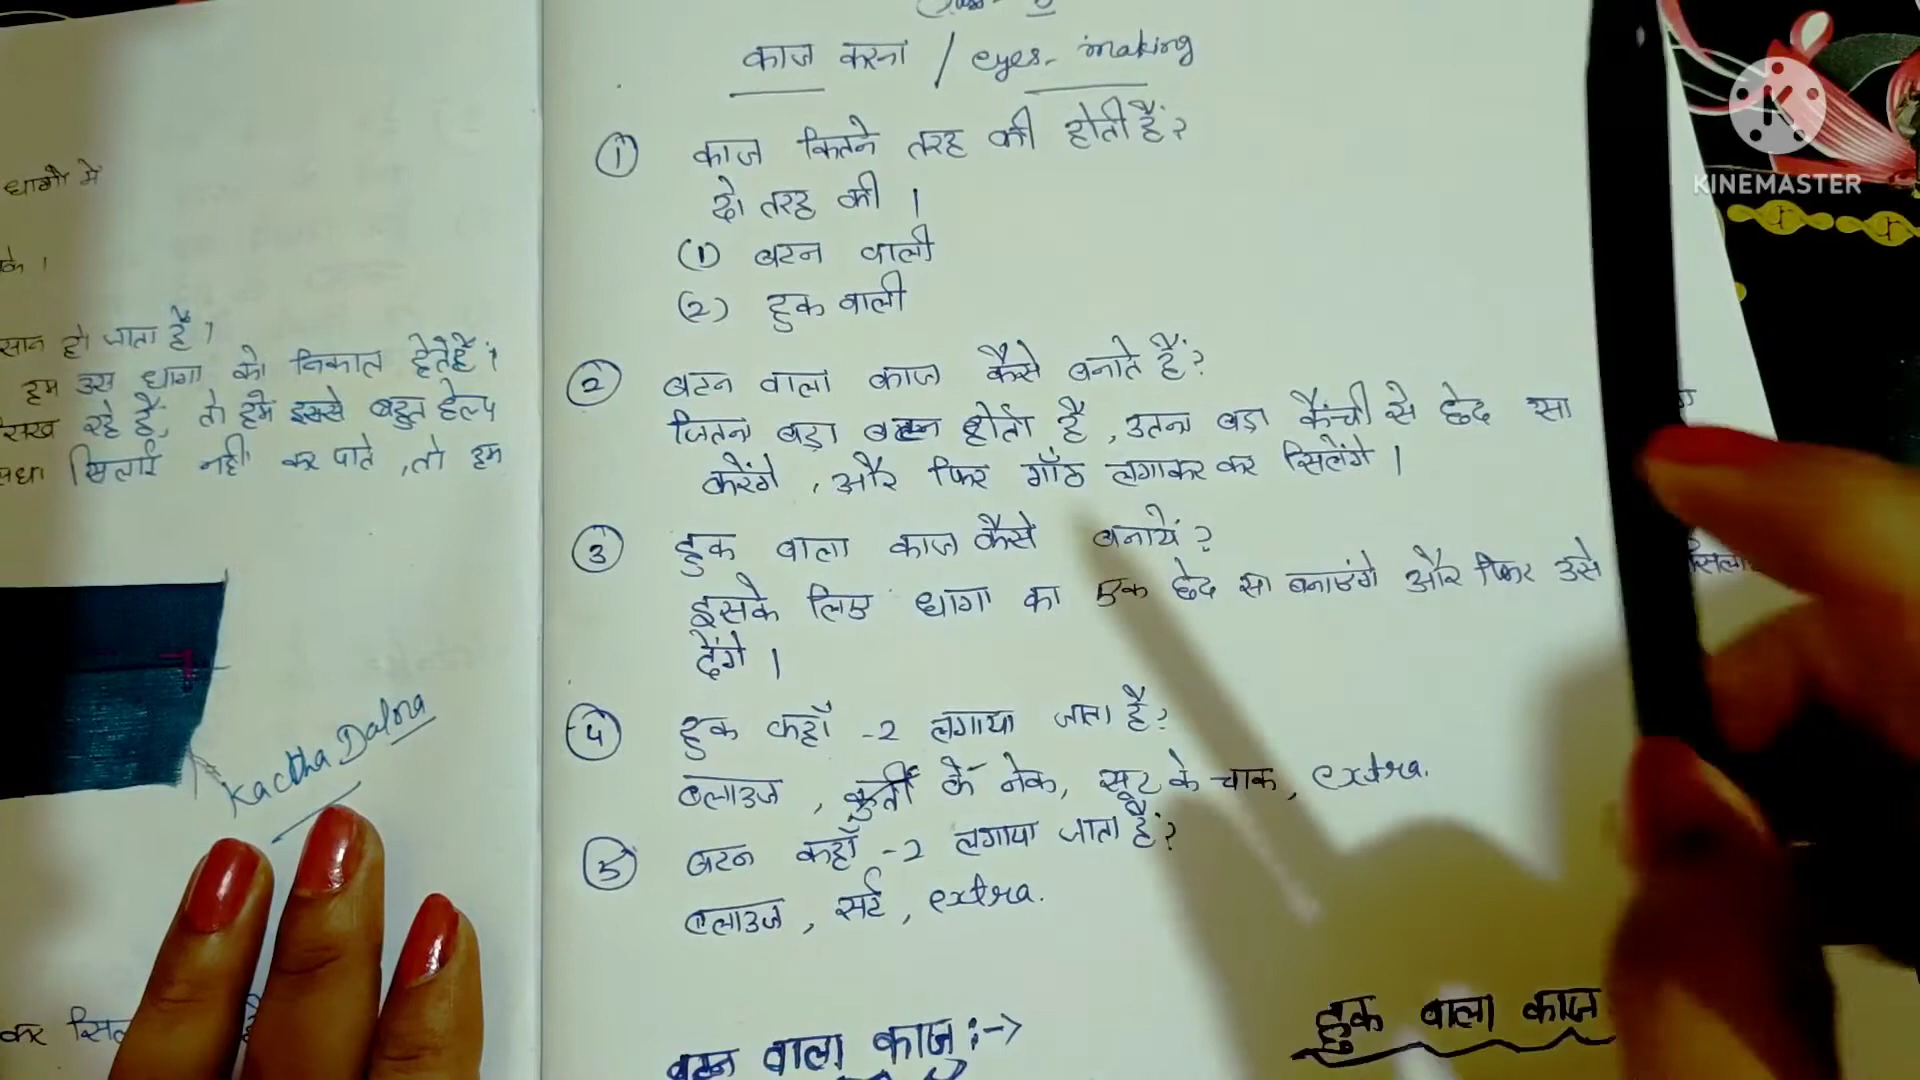 धागों में
के ।
सान हो जाता है ।
हम उस धागा को निकाल देते हैं ।
सिख रहे हैं, तो हमे इससे बहुत हेल्प
सिलाई नहीं कर पाते, तो हम
Kachha Dalna
कर सिल
काज करना / eyes- making
① काज कितने तरह की होती हैं?
दो तरह की ।
(1) बटन वाली
(2) हुक वाली
② बटन वाला काज कैसे बनाते हैं?
जितना बड़ा बटन होता है, उतना बड़ा कैंची से छेद सा
करेंगे, और फिर गाँठ लगाकर कर सिलेंगे ।
③ हुक वाला काज कैसे बनायें?
इसके लिए धागा का एक छेद सा बनाएंगे और फिर उसे
देंगे ।
④ हुक कहाँ -2 लगाया जाता है?
ब्लाउज, कुर्ती के नेक, सूट के चाक, extra.
⑤ बटन कहाँ -2 लगाया जाता है?
ब्लाउज, सर्ट, extra.
बटन वाला काज :->
हुक वाला काज
KINEMASTER